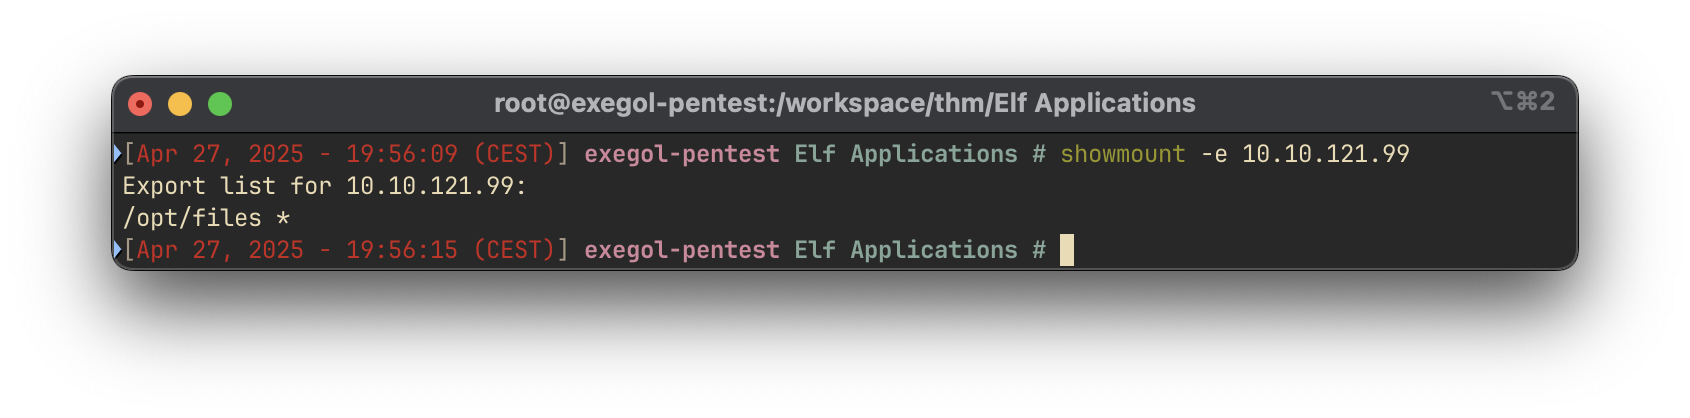 root@exegol-pentest:/workspace/thm/Elf Applications ⌥⌘2
[Apr 27, 2025 - 19:56:09 (CEST)] exegol-pentest Elf Applications # showmount -e 10.10.121.99
Export list for 10.10.121.99:
/opt/files *
[Apr 27, 2025 - 19:56:15 (CEST)] exegol-pentest Elf Applications #